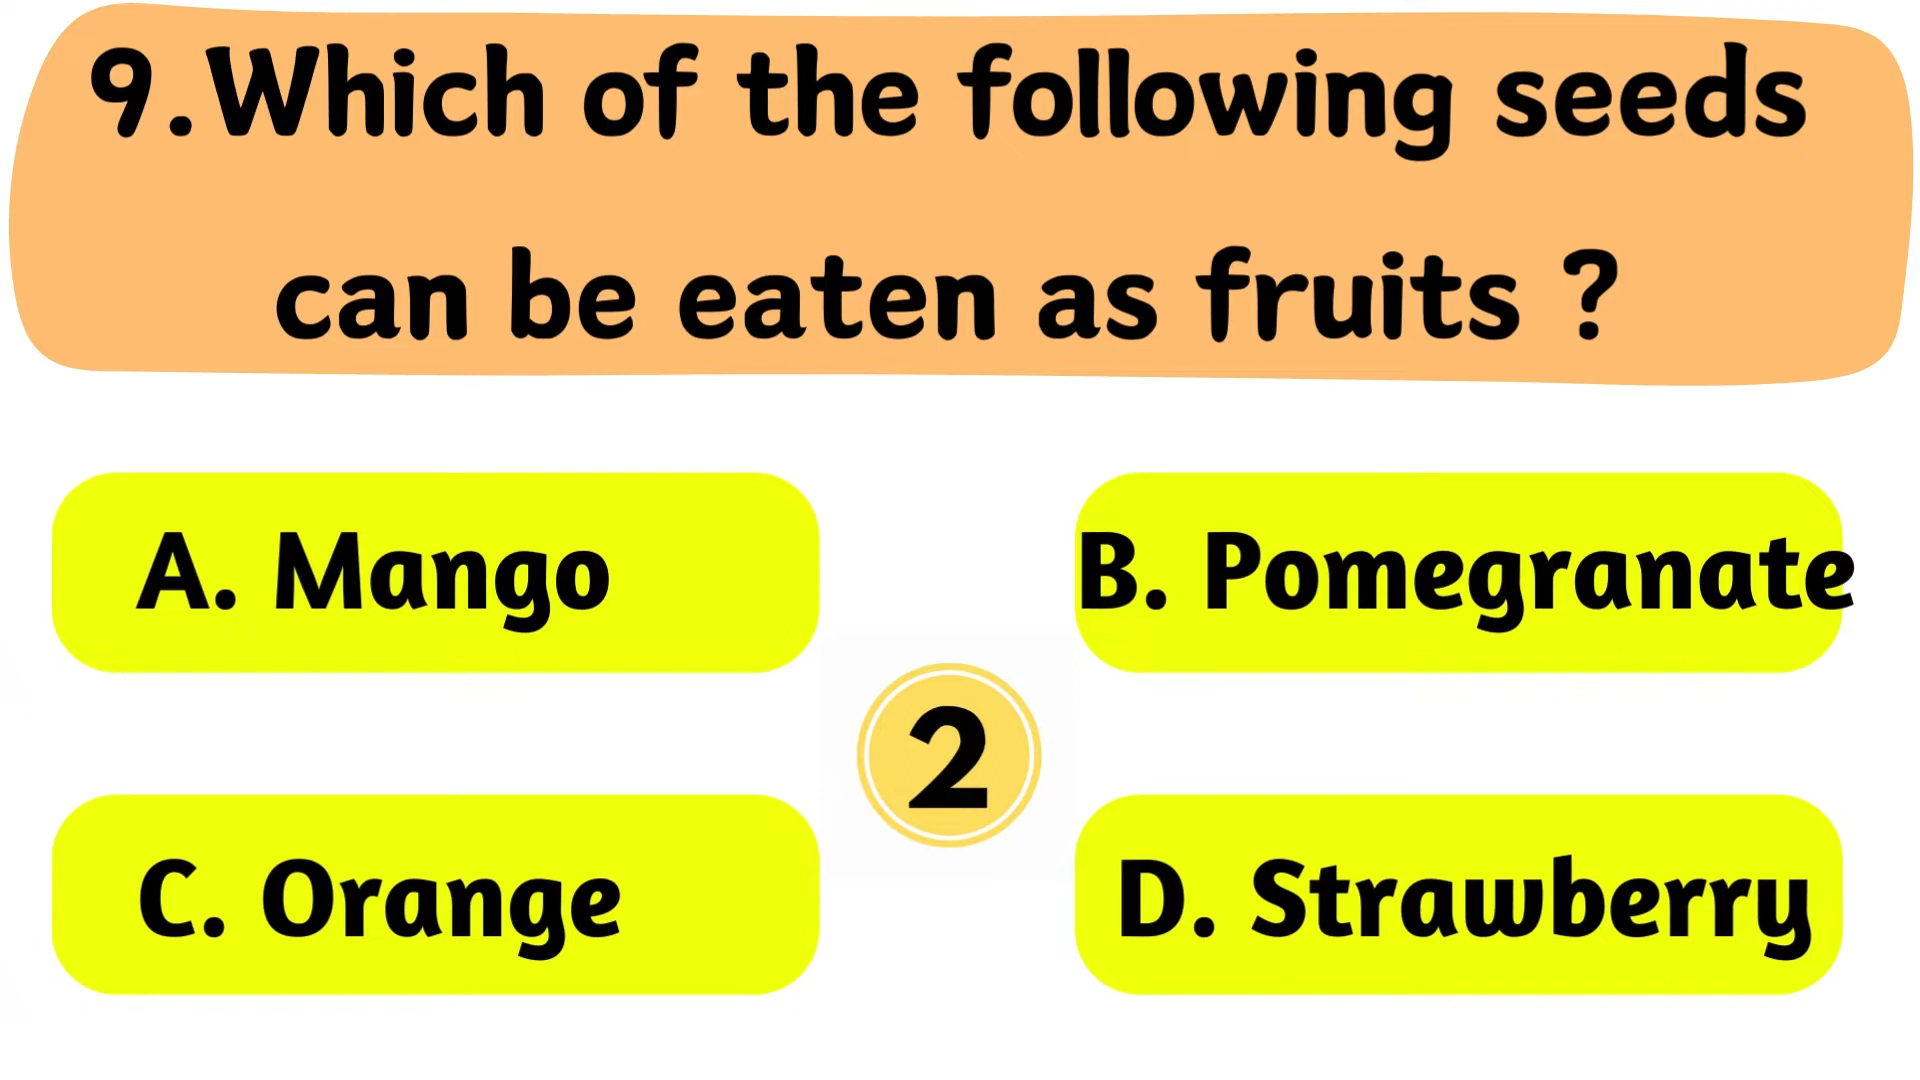 9.Which of the following seeds
can be eaten as fruits ?
A. Mango
B. Pomegranate
2
C. Orange
D. Strawberry